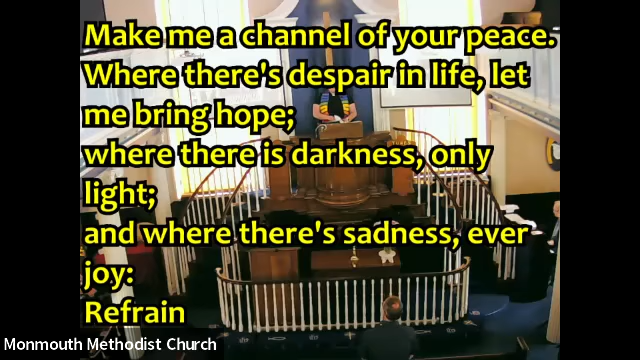 Make me a channel of your peace.
Where there's despair in life, let
me bring hope;
where there is darkness, only
light;
and where there's sadness, ever
joy:
Refrain
Monmouth Methodist Church